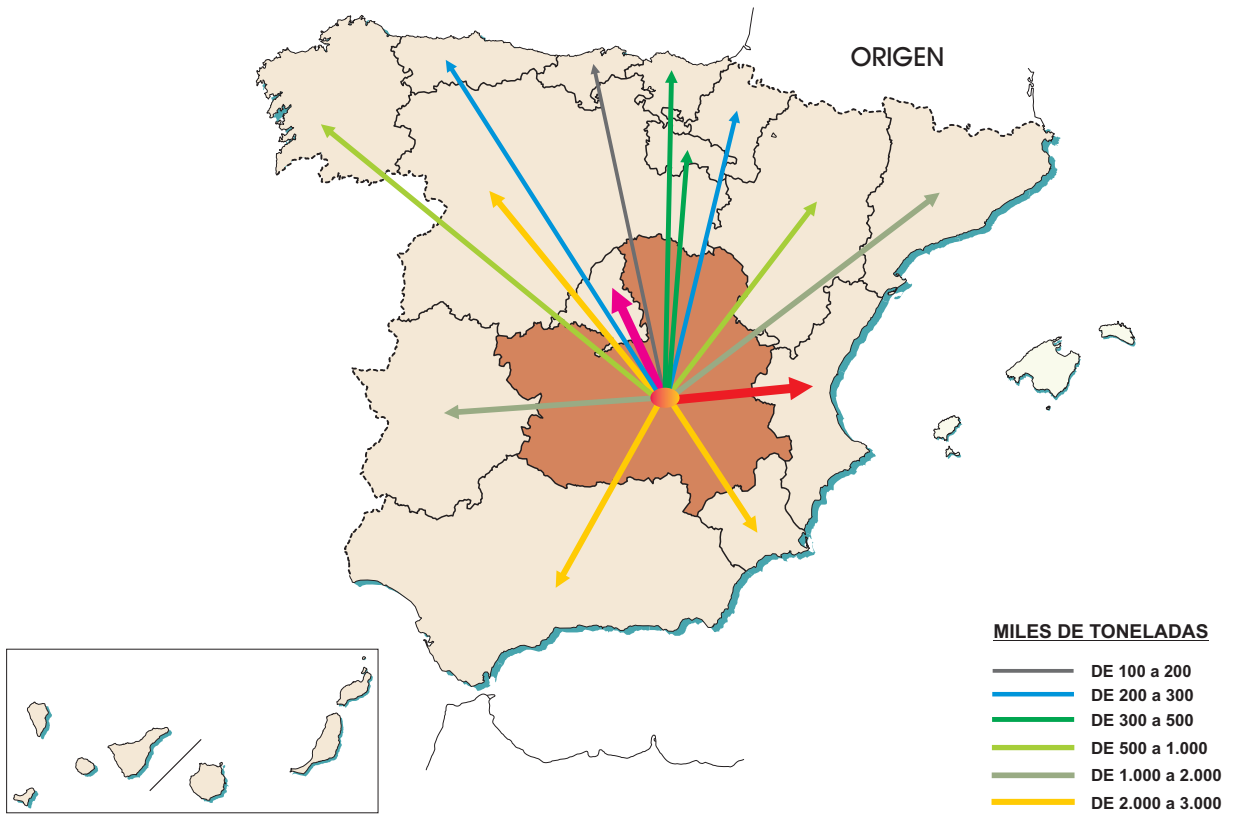 ORIGEN
MILES DE TONELADAS
DE 100 a 200
DE 200 a 300
DE 300 a 500
DE 500 a 1.000
DE 1.000 a 2.000
DE 2.000 a 3.000